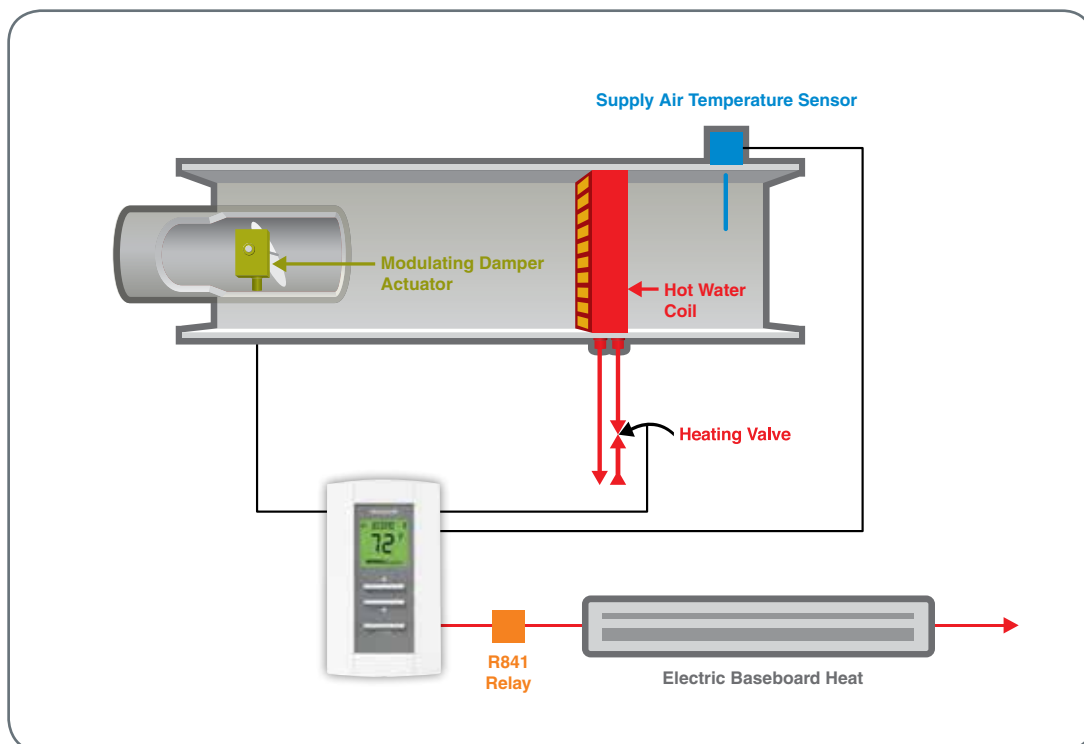 Supply Air Temperature Sensor
Modulating Damper
Actuator
Hot Water
Coil
Heating Valve
72°
R841
Relay
Electric Baseboard Heat